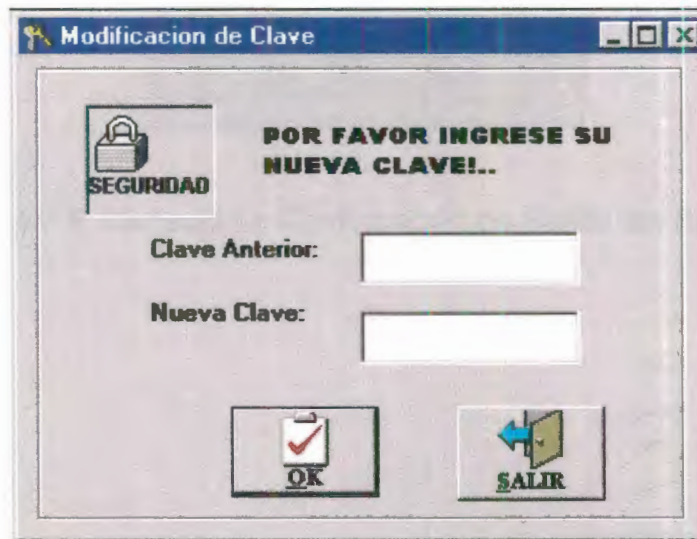 Modificacion de Clave
SEGURIDAD
POR FAVOR INGRESE SU
NUEVA CLAVE!..
Clave Anterior:
Nueva Clave:
OK
SALIR